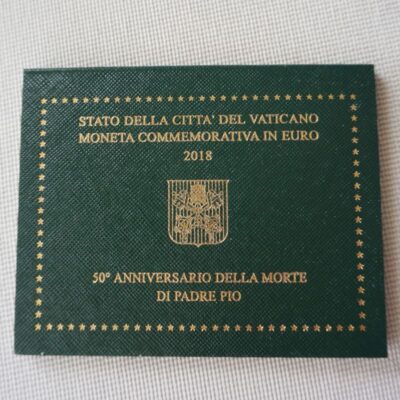 STATO DELLA CITTA' DEL VATICANO
MONETA COMMEMORATIVA IN EURO
2018
50° ANNIVERSARIO DELLA MORTE
DI PADRE PIO